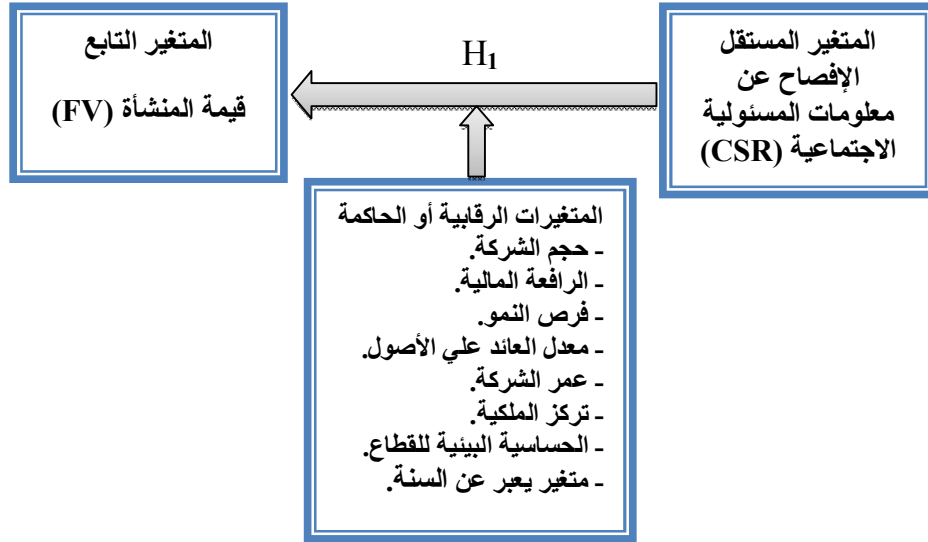 المتغير المستقل
الإفصاح عن
معلومات المسئولية
الاجتماعية (CSR)
H1
المتغير التابع
قيمة المنشأة (FV)
المتغيرات الرقابية أو الحاكمة
- حجم الشركة.
- الرافعة المالية.
- فرص النمو.
- معدل العائد علي الأصول.
- عمر الشركة.
- تركز الملكية.
- الحساسية البيئية للقطاع.
- متغير يعبر عن السنة.